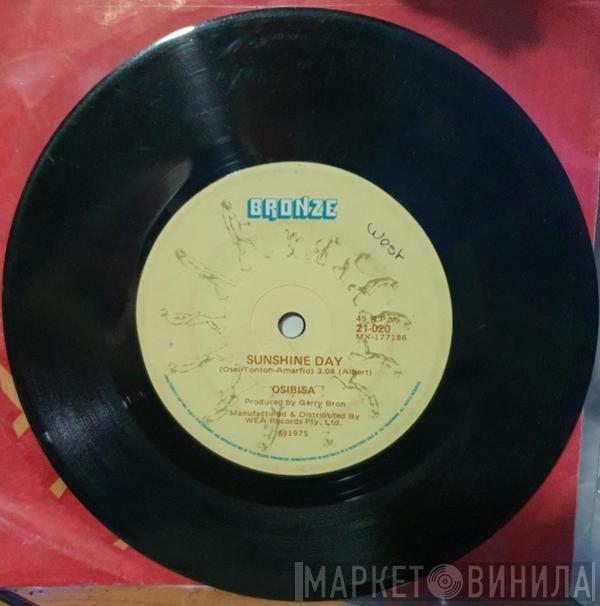 BRONZE
West
45 R.P.M.
21-020
MX-177186
SUNSHINE DAY
(Osei-Tontoh-Amarfio) 3.08 (Albert)
OSIBISA
Produced by Gerry Bron
Manufactured & Distributed By
WEA Records Pty. Ltd.
℗1975
МАРКЕТ ВИНИЛА